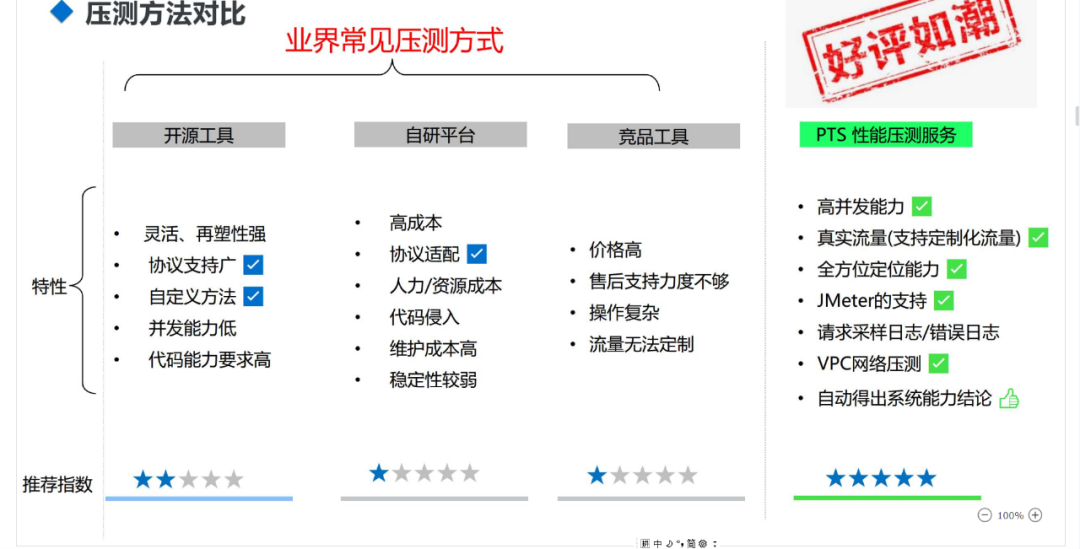 压测方法对比
业界常见压测方式
好评如潮
开源工具
自研平台
竞品工具
PTS 性能压测服务
特性
• 灵活、再塑性强
• 协议支持广
• 自定义方法
• 并发能力低
• 代码能力要求高
• 高成本
• 协议适配
• 人力/资源成本
• 代码侵入
• 维护成本高
• 稳定性较弱
• 价格高
• 售后支持力度不够
• 操作复杂
• 流量无法定制
• 高并发能力
• 真实流量(支持定制化流量)
• 全方位定位能力
• JMeter的支持
• 请求采样日志/错误日志
• VPC网络压测
• 自动得出系统能力结论
推荐指数
100%
中
简